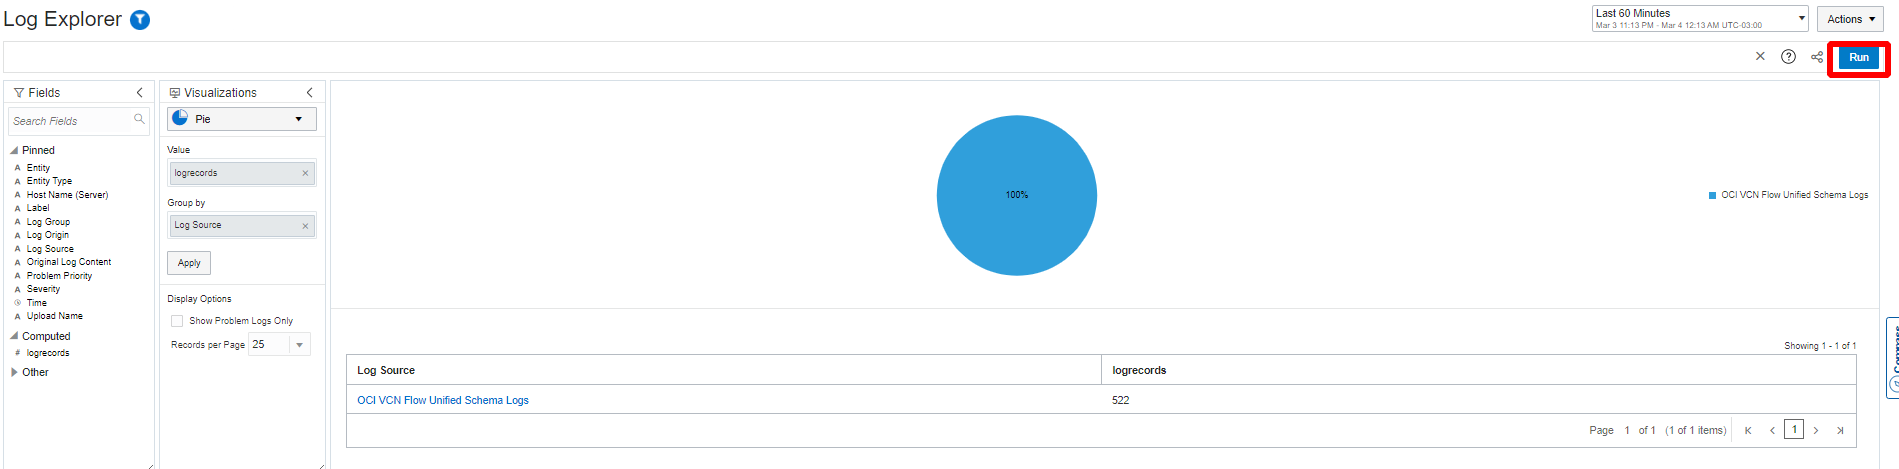 Log Explorer
Last 60 Minutes
Mar 3 11:13 PM - Mar 4 12:13 AM UTC-03:00
Actions
Run
Fields
Search Fields
Pinned
A Entity
A Entity Type
A Host Name (Server)
A Label
A Log Group
A Log Origin
A Log Source
A Original Log Content
A Problem Priority
A Severity
Time
A Upload Name
Computed
# logrecords
Other
Visualizations
Pie
Value
logrecords
Group by
Log Source
Apply
Display Options
Show Problem Logs Only
Records per Page 25
100%
OCI VCN Flow Unified Schema Logs
Showing 1 - 1 of 1
Log Source logrecords
OCI VCN Flow Unified Schema Logs 522
Page 1 of 1 (1 of 1 items) 1
Compass